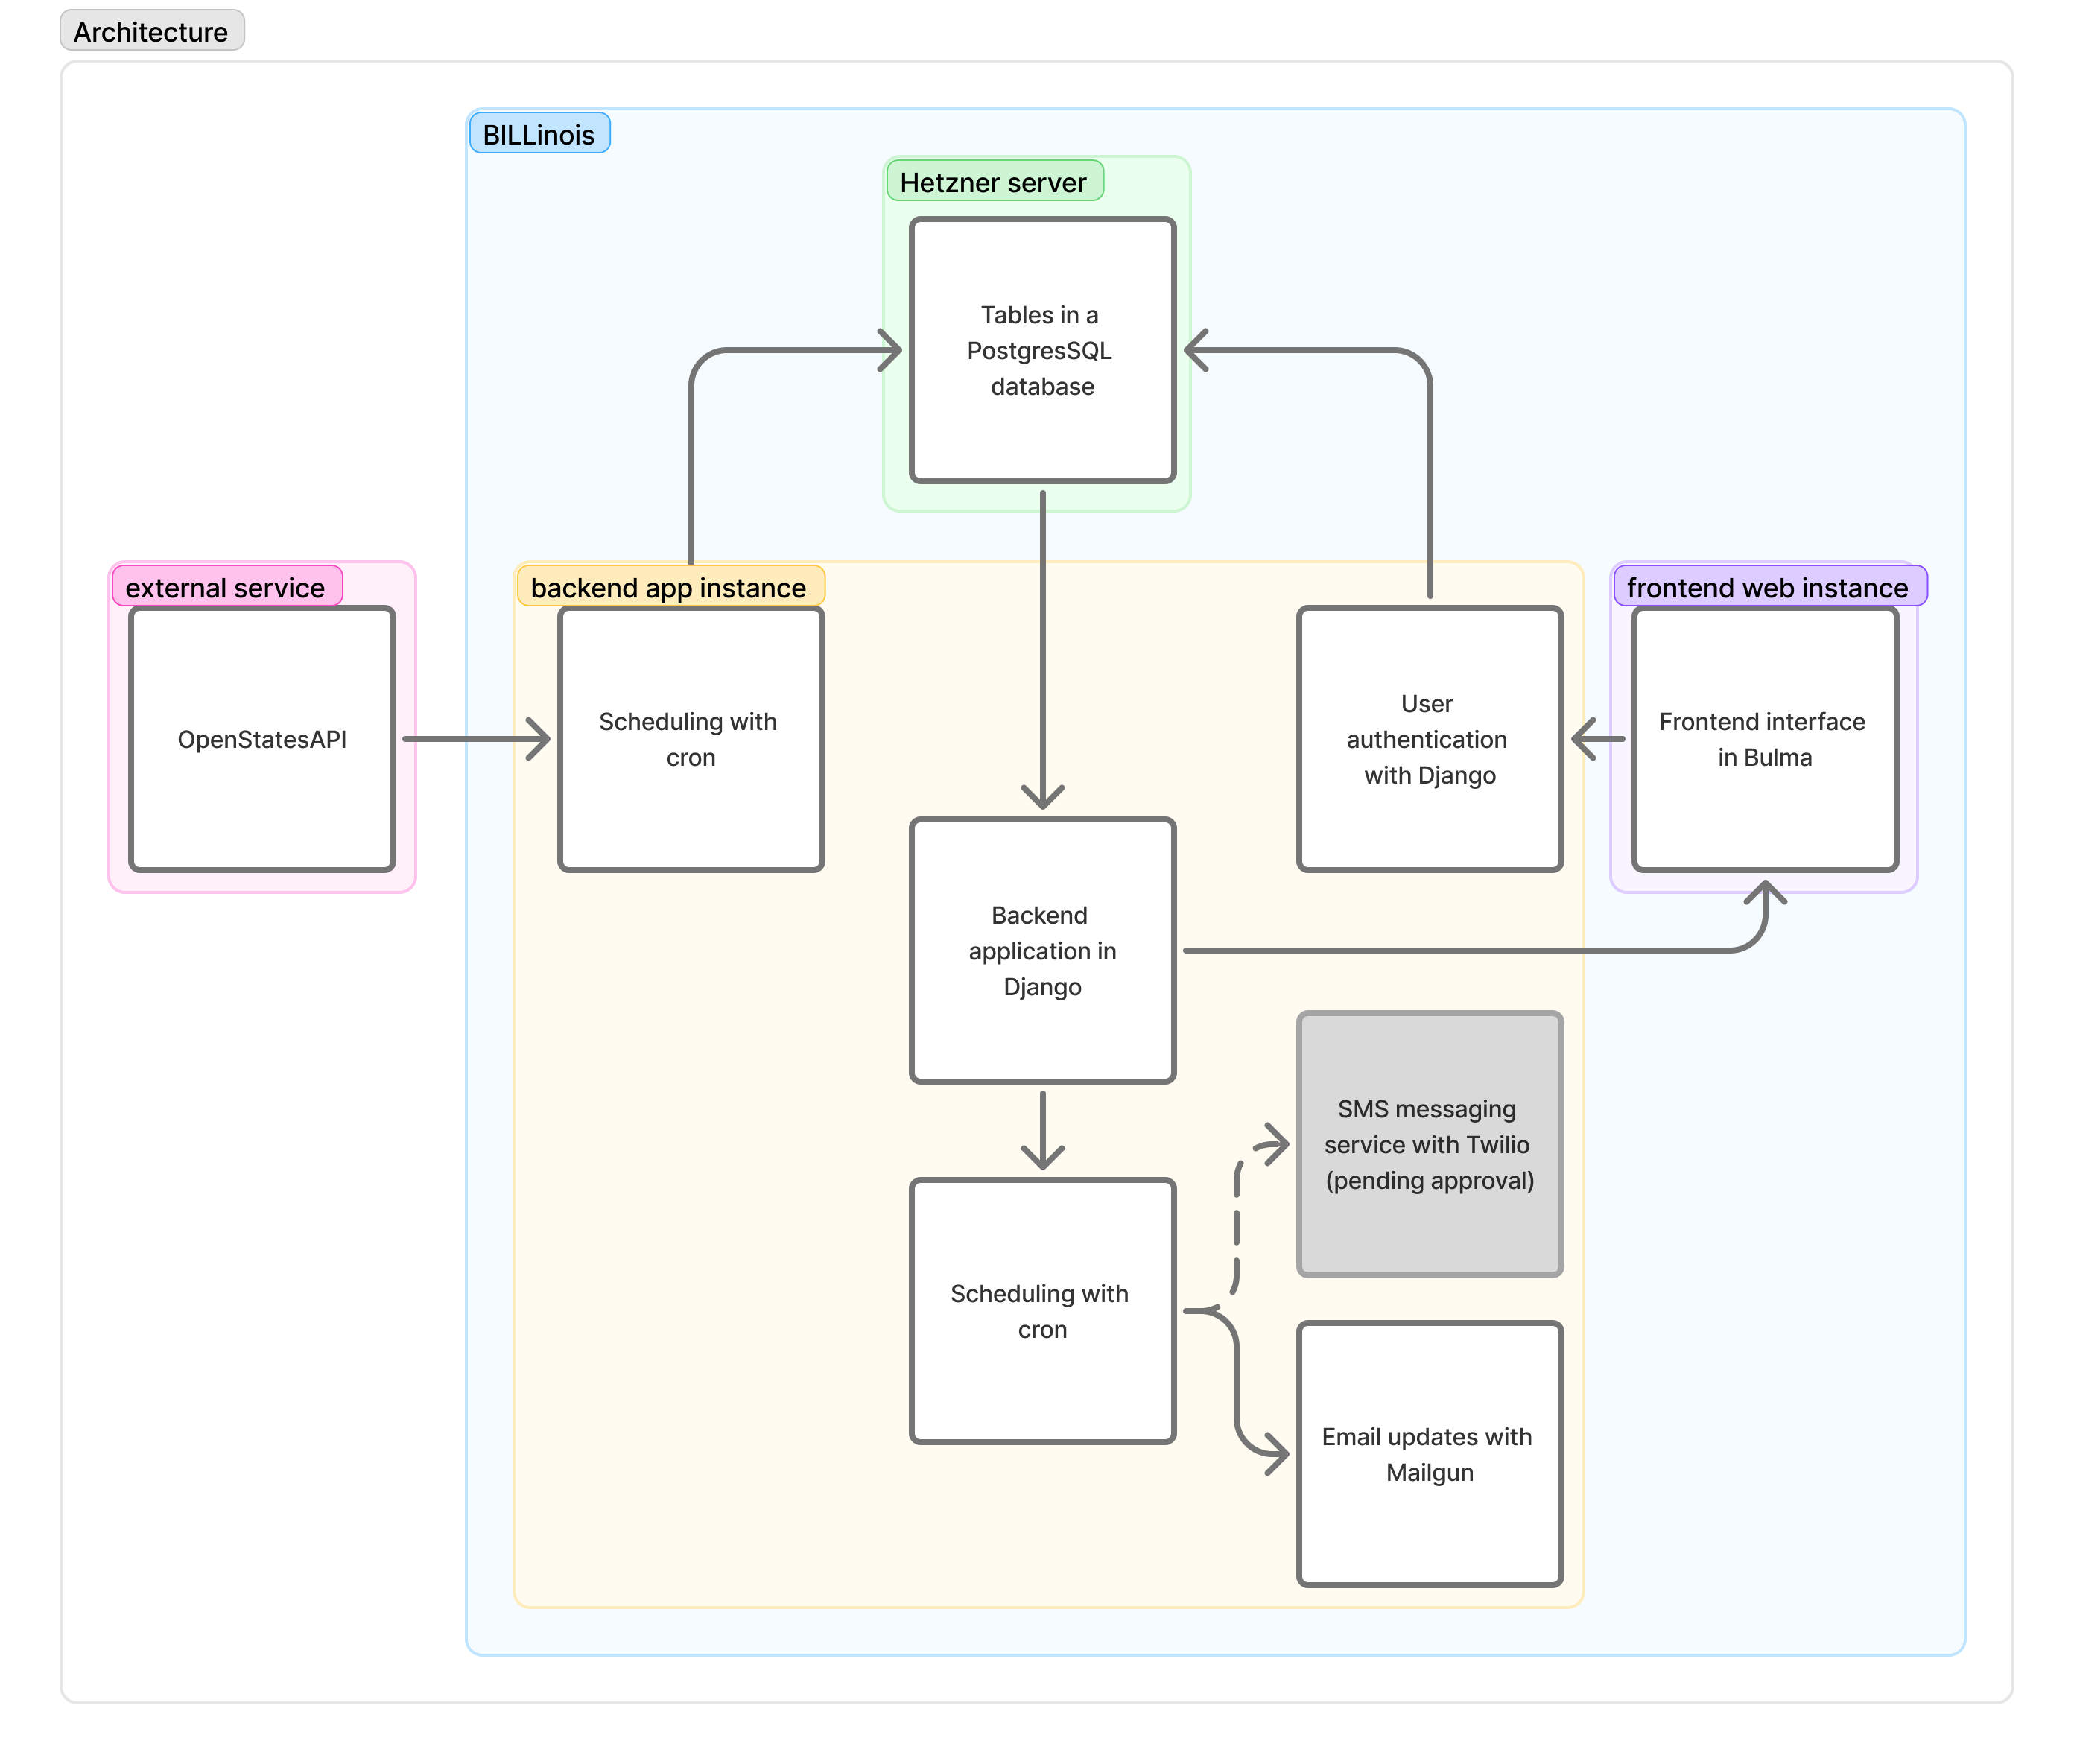 Architecture
BILLinois
Hetzner server
Tables in a
PostgresSQL
database
external service
OpenStatesAPI
backend app instance
Scheduling with
cron
User
authentication
with Django
frontend web instance
Frontend interface
in Bulma
Backend
application in
Django
SMS messaging
service with Twilio
(pending approval)
Scheduling with
cron
Email updates with
Mailgun